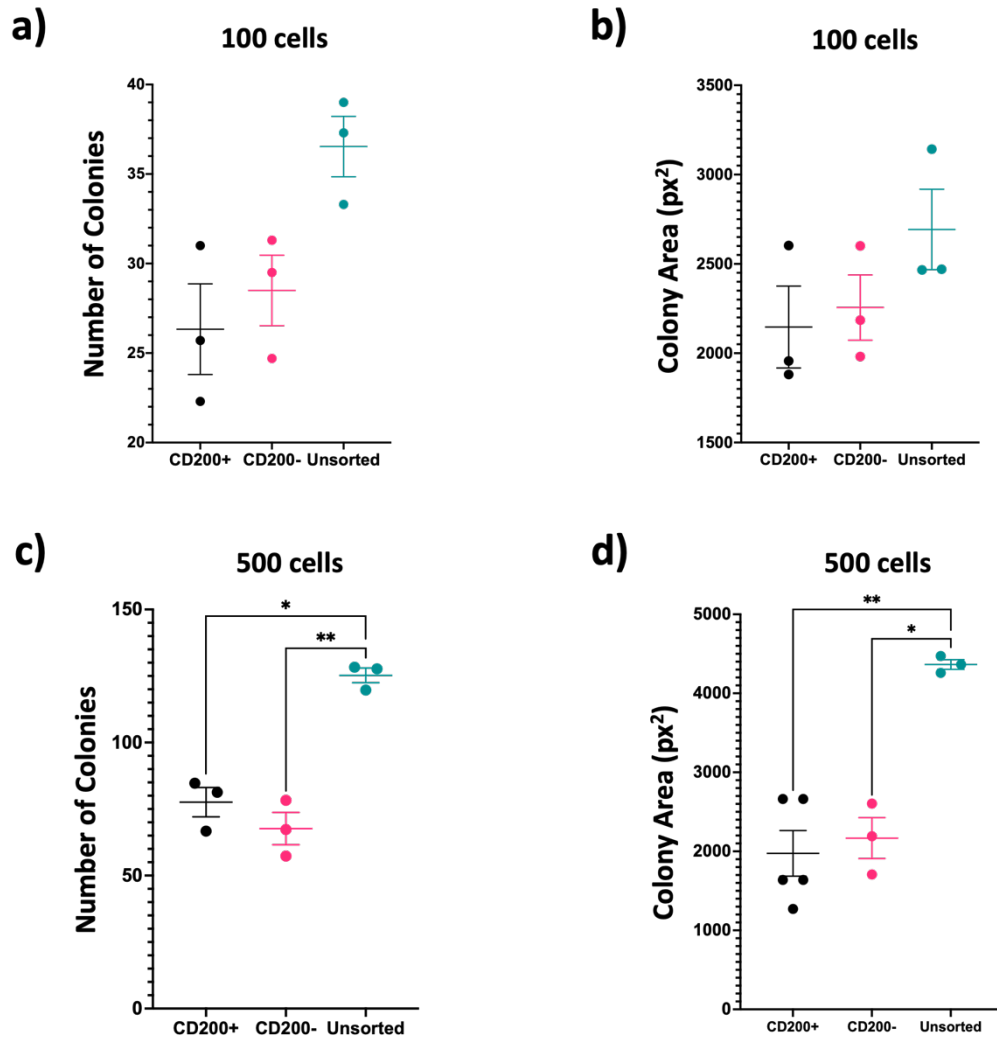 a)
100 cells
Number of Colonies
40
35
30
25
20
CD200+ CD200- Unsorted
b)
100 cells
Colony Area (px²)
3500
3000
2500
2000
1500
CD200+ CD200- Unsorted
c)
500 cells
Number of Colonies
150
100
50
0
*
**
CD200+ CD200- Unsorted
d)
500 cells
Colony Area (px²)
5000
4000
3000
2000
1000
0
**
*
CD200+ CD200- Unsorted